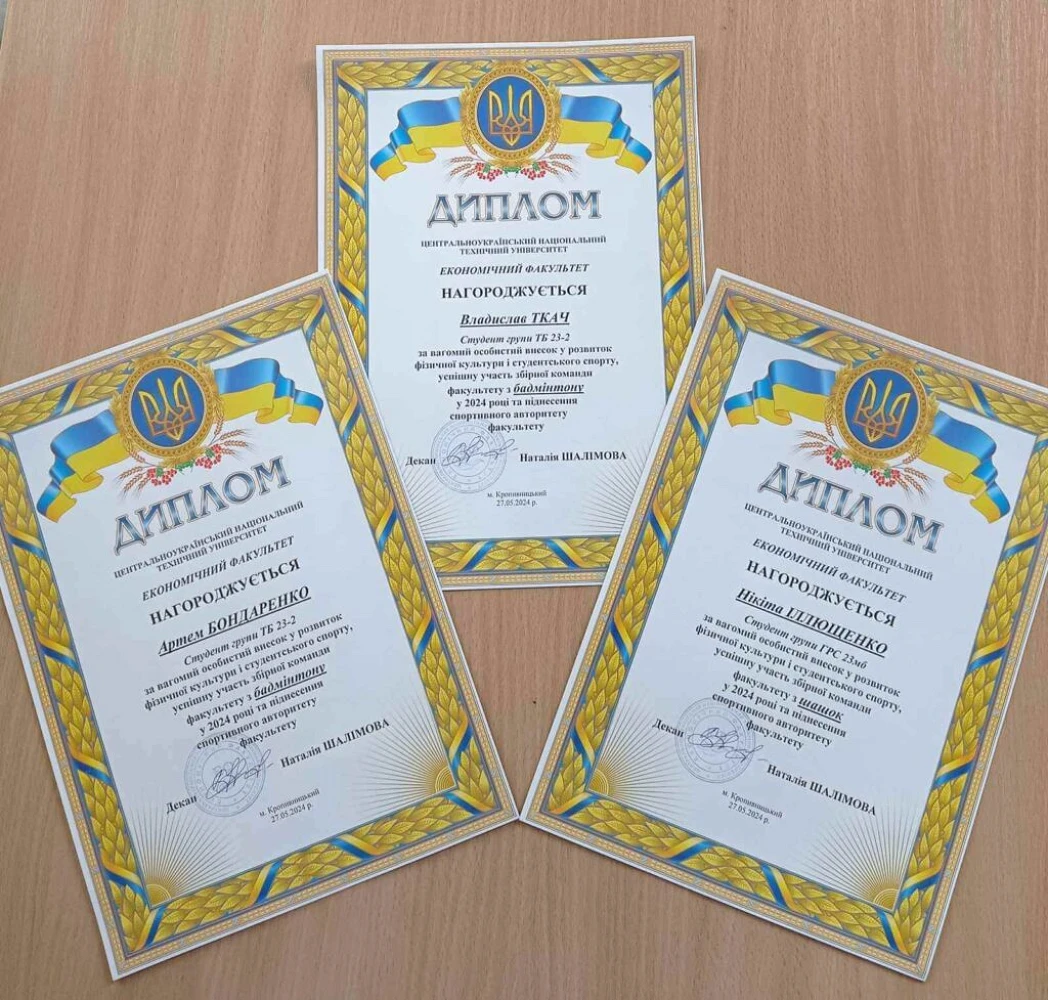 ДИПЛОМ
ЦЕНТРАЛЬНОУКРАЇНСЬКИЙ НАЦІОНАЛЬНИЙ
ТЕХНІЧНИЙ УНІВЕРСИТЕТ
ЕКОНОМІЧНИЙ ФАКУЛЬТЕТ
НАГОРОДЖУЄТЬСЯ
Владислав ТКАЧ
Студент групи ТБ 23-2
за вагомий особистий внесок у розвиток
фізичної культури і студентського спорту,
успішну участь збірної команди
факультету з бадмінтону
у 2024 році та піднесення
спортивного авторитету
факультету
Декан Наталія ШАЛІМОВА
м. Кропивницький
27.05.2024 р.
ДИПЛОМ
ЦЕНТРАЛЬНОУКРАЇНСЬКИЙ НАЦІОНАЛЬНИЙ
ТЕХНІЧНИЙ УНІВЕРСИТЕТ
ЕКОНОМІЧНИЙ ФАКУЛЬТЕТ
НАГОРОДЖУЄТЬСЯ
Артем БОНДАРЕНКО
Студент групи ТБ 23-2
за вагомий особистий внесок у розвиток
фізичної культури і студентського спорту,
успішну участь збірної команди
факультету з бадмінтону
у 2024 році та піднесення
спортивного авторитету
факультету
Декан Наталія ШАЛІМОВА
м. Кропивницький
27.05.2024 р.
ДИПЛОМ
ЦЕНТРАЛЬНОУКРАЇНСЬКИЙ НАЦІОНАЛЬНИЙ
ТЕХНІЧНИЙ УНІВЕРСИТЕТ
ЕКОНОМІЧНИЙ ФАКУЛЬТЕТ
НАГОРОДЖУЄТЬСЯ
Нікіта ІЛЛЮЩЕНКО
Студент групи ГРС 23мб
за вагомий особистий внесок у розвиток
фізичної культури і студентського спорту,
успішну участь збірної команди
факультету з шашок
у 2024 році та піднесення
спортивного авторитету
факультету
Декан Наталія ШАЛІМОВА
м. Кропивницький
27.05.2024 р.